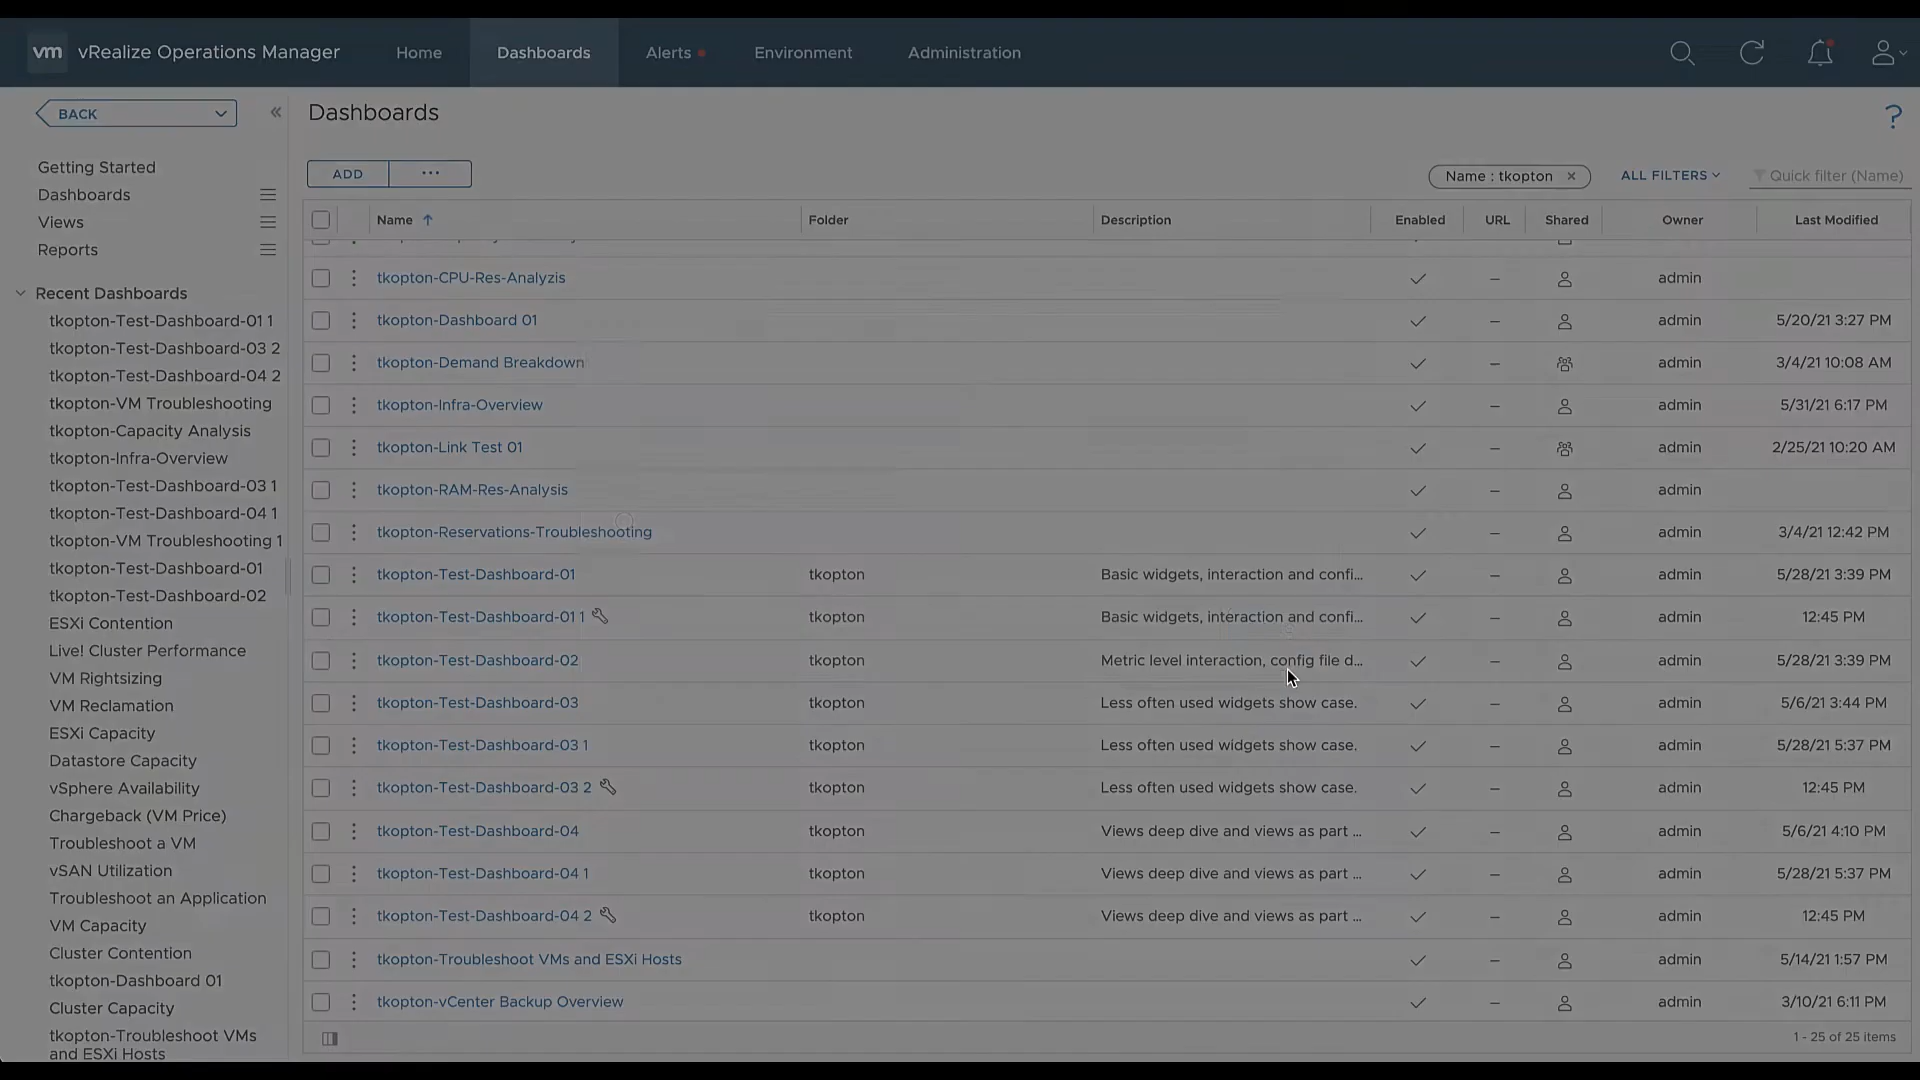 vm vRealize Operations Manager Home Dashboards Alerts Environment Administration
BACK
Getting Started
Dashboards
Views
Reports
Recent Dashboards
tkopton-Test-Dashboard-01 1
tkopton-Test-Dashboard-03 2
tkopton-Test-Dashboard-04 2
tkopton-VM Troubleshooting
tkopton-Capacity Analysis
tkopton-Infra-Overview
tkopton-Test-Dashboard-03 1
tkopton-Test-Dashboard-04 1
tkopton-VM Troubleshooting 1
tkopton-Test-Dashboard-01
tkopton-Test-Dashboard-02
ESXi Contention
Live! Cluster Performance
VM Rightsizing
VM Reclamation
ESXi Capacity
Datastore Capacity
vSphere Availability
Chargeback (VM Price)
Troubleshoot a VM
vSAN Utilization
Troubleshoot an Application
VM Capacity
Cluster Contention
tkopton-Dashboard 01
Cluster Capacity
tkopton-Troubleshoot VMs
and ESXi Hosts
Dashboards
?
ADD ...
Name : tkopton × ALL FILTERS Quick filter (Name)
Name Folder Description Enabled URL Shared Owner Last Modified
tkopton-CPU-Res-Analyzis – admin
tkopton-Dashboard 01 – admin 5/20/21 3:27 PM
tkopton-Demand Breakdown – admin 3/4/21 10:08 AM
tkopton-Infra-Overview – admin 5/31/21 6:17 PM
tkopton-Link Test 01 – admin 2/25/21 10:20 AM
tkopton-RAM-Res-Analysis – admin
tkopton-Reservations-Troubleshooting – admin 3/4/21 12:42 PM
tkopton-Test-Dashboard-01 tkopton Basic widgets, interaction and confi... – admin 5/28/21 3:39 PM
tkopton-Test-Dashboard-01 1 tkopton Basic widgets, interaction and confi... – admin 12:45 PM
tkopton-Test-Dashboard-02 tkopton Metric level interaction, config file d... – admin 5/28/21 3:39 PM
tkopton-Test-Dashboard-03 tkopton Less often used widgets show case. – admin 5/6/21 3:44 PM
tkopton-Test-Dashboard-03 1 tkopton Less often used widgets show case. – admin 5/28/21 5:37 PM
tkopton-Test-Dashboard-03 2 tkopton Less often used widgets show case. – admin 12:45 PM
tkopton-Test-Dashboard-04 tkopton Views deep dive and views as part ... – admin 5/6/21 4:10 PM
tkopton-Test-Dashboard-04 1 tkopton Views deep dive and views as part ... – admin 5/28/21 5:37 PM
tkopton-Test-Dashboard-04 2 tkopton Views deep dive and views as part ... – admin 12:45 PM
tkopton-Troubleshoot VMs and ESXi Hosts – admin 5/14/21 1:57 PM
tkopton-vCenter Backup Overview – admin 3/10/21 6:11 PM
1 - 25 of 25 items